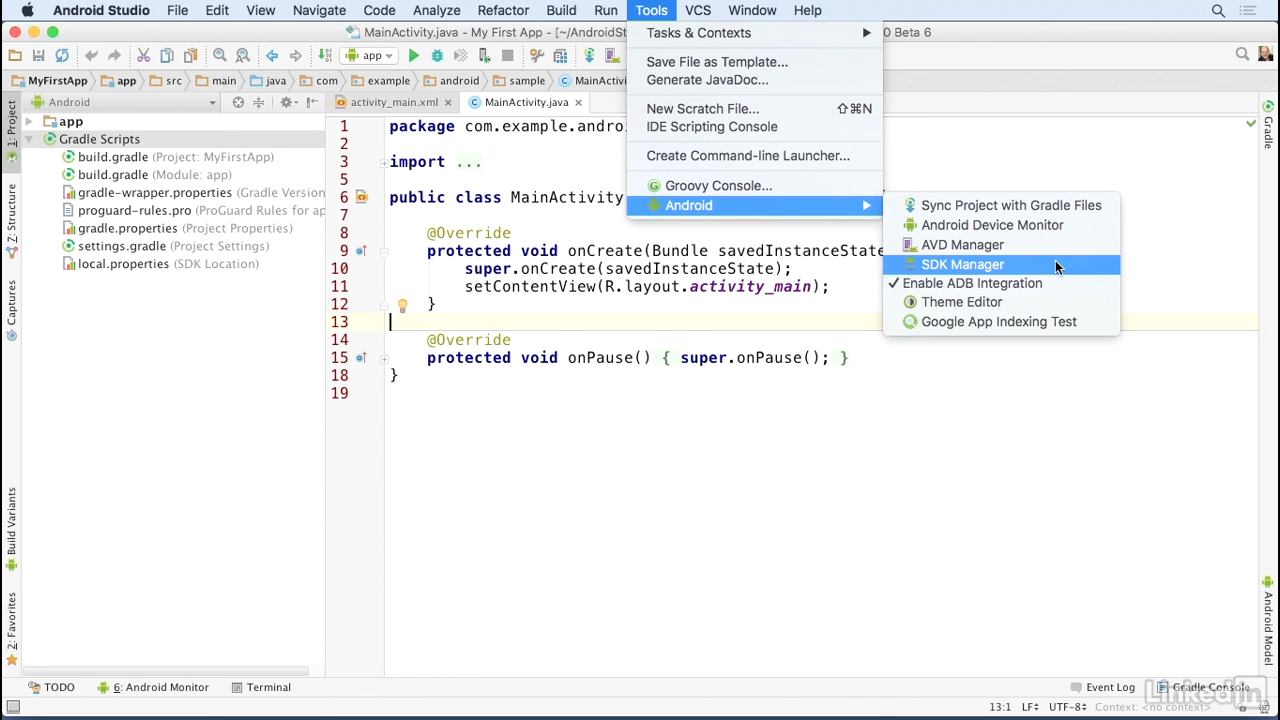 Android Studio File Edit View Navigate Code Analyze Refactor Build Run Tools VCS Window Help
MainActivity.java - My First App - [~/AndroidSt
0 Beta 6
app
MyFirstApp app src main java com example android sample MainActivi
Tasks & Contexts
Save File as Template...
Generate JavaDoc...
New Scratch File... ⇧⌘N
IDE Scripting Console
Create Command-line Launcher...
Groovy Console...
Android
Sync Project with Gradle Files
Android Device Monitor
AVD Manager
SDK Manager
✓ Enable ADB Integration
Theme Editor
Google App Indexing Test
1: Project
Z: Structure
Captures
Build Variants
2: Favorites
Android
app
Gradle Scripts
build.gradle (Project: MyFirstApp)
build.gradle (Module: app)
gradle-wrapper.properties (Gradle Version
proguard-rules.pro (ProGuard Rules for ap
gradle.properties (Project Properties)
settings.gradle (Project Settings)
local.properties (SDK Location)
activity_main.xml MainActivity.java
1 package com.example.andro
2
3 import ...
5
6 public class MainActivity
7
8 @Override
9 protected void onCreate(Bundle savedInstanceState
10 super.onCreate(savedInstanceState);
11 setContentView(R.layout.activity_main);
12 }
13
14 @Override
15 protected void onPause() { super.onPause(); }
18 }
19
Gradle
Android Model
TODO 6: Android Monitor Terminal Event Log Gradle Console
LinkedIn
13:1 LF÷ UTF-8÷ Context: <no context>